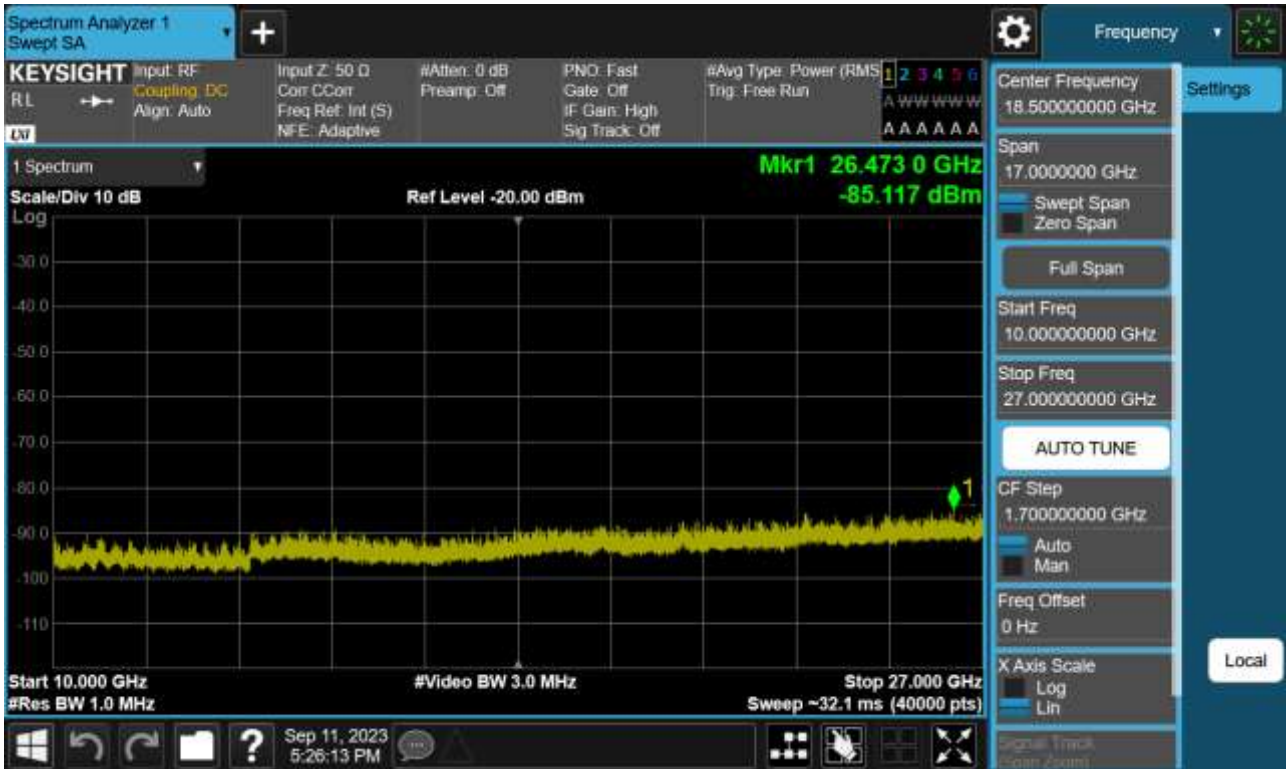 Spectrum Analyzer 1
Swept SA
+
Frequency
KEYSIGHT
RL
LXI
Input: RF
Coupling: DC
Align: Auto
Input Z: 50 Ω
Corr CCorr
Freq Ref: Int (S)
NFE: Adaptive
#Atten: 0 dB
Preamp: Off
PNO: Fast
Gate: Off
IF Gain: High
Sig Track: Off
#Avg Type: Power (RMS
Trig: Free Run
1 2 3 4 5 6
A W W W W W
A A A A A A
1 Spectrum
Mkr1 26.473 0 GHz
Scale/Div 10 dB
Ref Level -20.00 dBm
-85.117 dBm
Log
-30.0
-40.0
-50.0
-60.0
-70.0
-80.0
1
-90.0
-100
-110
Start 10.000 GHz
#Video BW 3.0 MHz
Stop 27.000 GHz
#Res BW 1.0 MHz
Sweep ~32.1 ms (40000 pts)
Center Frequency
18.500000000 GHz
Settings
Span
17.0000000 GHz
Swept Span
Zero Span
Full Span
Start Freq
10.000000000 GHz
Stop Freq
27.000000000 GHz
AUTO TUNE
CF Step
1.700000000 GHz
Auto
Man
Freq Offset
0 Hz
X Axis Scale
Log
Lin
Local
Signal Track
(Span Zoom)
?
Sep 11, 2023
5:26:13 PM